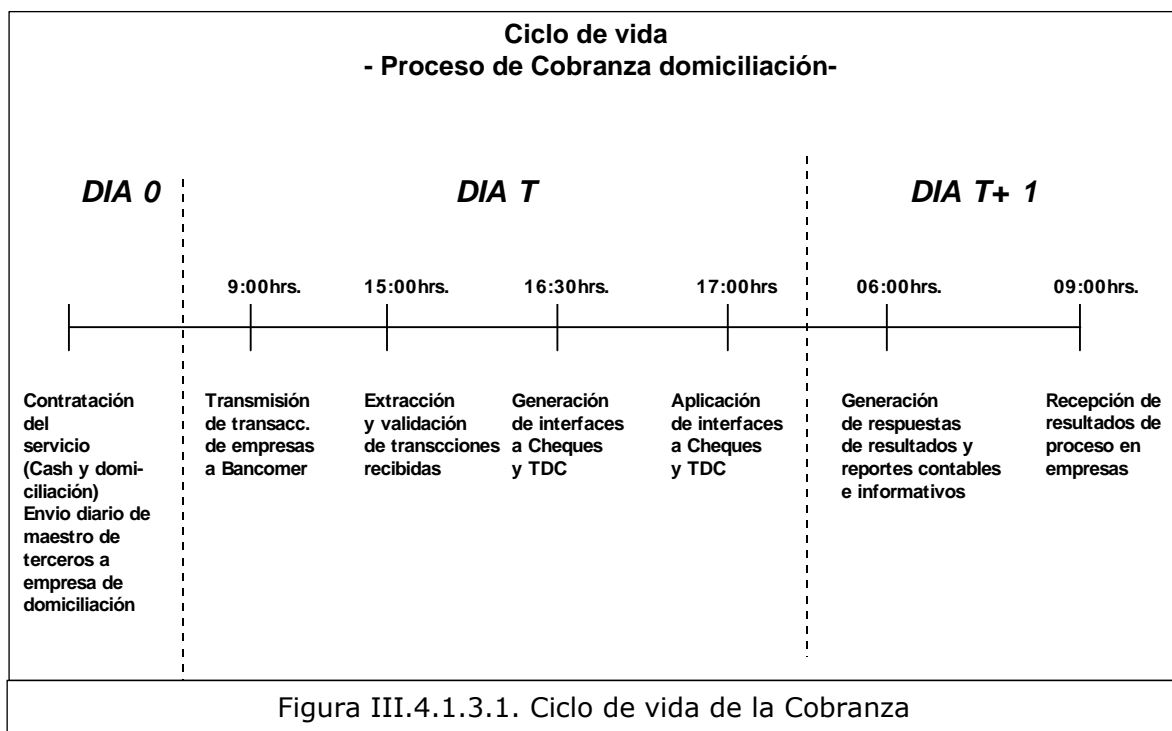 Ciclo de vida
- Proceso de Cobranza domiciliación-
DIA 0
DIA T
DIA T+ 1
9:00hrs.
15:00hrs.
16:30hrs.
17:00hrs
06:00hrs.
09:00hrs.
Contratación
del
servicio
(Cash y domi-
ciliación)
Envio diario de
maestro de
terceros a
empresa de
domiciliación
Transmisión
de transacc.
de empresas
a Bancomer
Extracción
y validación
de transcciones
recibidas
Generación
de interfaces
a Cheques
y TDC
Aplicación
de interfaces
a Cheques
y TDC
Generación
de respuestas
de resultados y
reportes contables
e informativos
Recepción de
resultados de
proceso en
empresas
Figura III.4.1.3.1. Ciclo de vida de la Cobranza